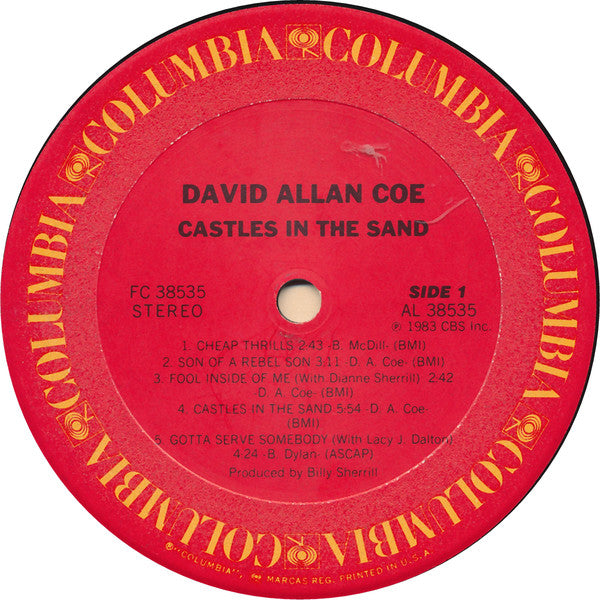 COLUMBIA COLUMBIA COLUMBIA COLUMBIA COLUMBIA COLUMBIA COLUMBIA COLUMBIA
DAVID ALLAN COE
CASTLES IN THE SAND
FC 38535
STEREO
SIDE 1
AL 38535
℗ 1983 CBS Inc.
1. CHEAP THRILLS 2:43 -B. McDill- (BMI)
2. SON OF A REBEL SON 3:11 -D. A. Coe- (BMI)
3. FOOL INSIDE OF ME (With Dianne Sherrill) 2:42
-D. A. Coe- (BMI)
4. CASTLES IN THE SAND 5:54 -D. A. Coe-
(BMI)
5. GOTTA SERVE SOMEBODY (With Lacy J. Dalton)
4:24 -B. Dylan- (ASCAP)
Produced by Billy Sherrill
®"COLUMBIA", MARCAS REG. PRINTED IN U.S.A.